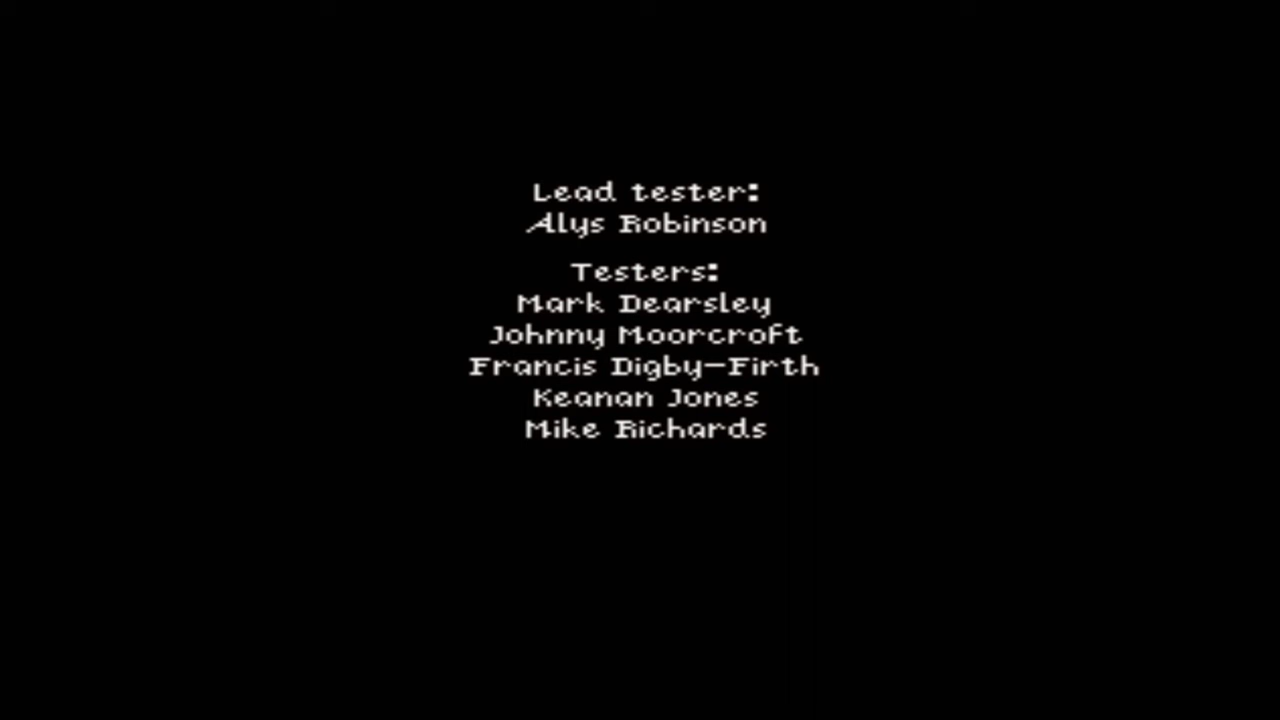 Lead tester:
Alys Robinson
Testers:
Mark Dearsley
Johnny Moorcroft
Francis Digby-Firth
Keanan Jones
Mike Richards